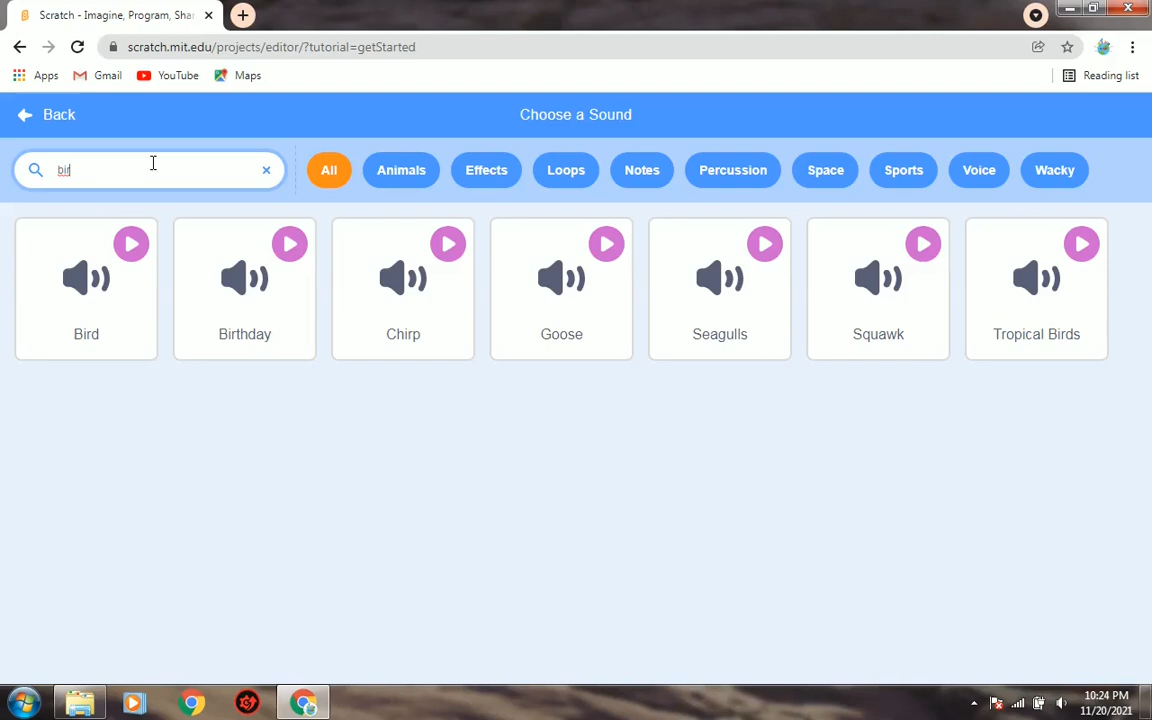 Scratch - Imagine, Program, Sha
scratch.mit.edu/projects/editor/?tutorial=getStarted
Apps Gmail YouTube Maps Reading list
Back Choose a Sound
bir All Animals Effects Loops Notes Percussion Space Sports Voice Wacky
Bird Birthday Chirp Goose Seagulls Squawk Tropical Birds
10:24 PM
11/20/2021